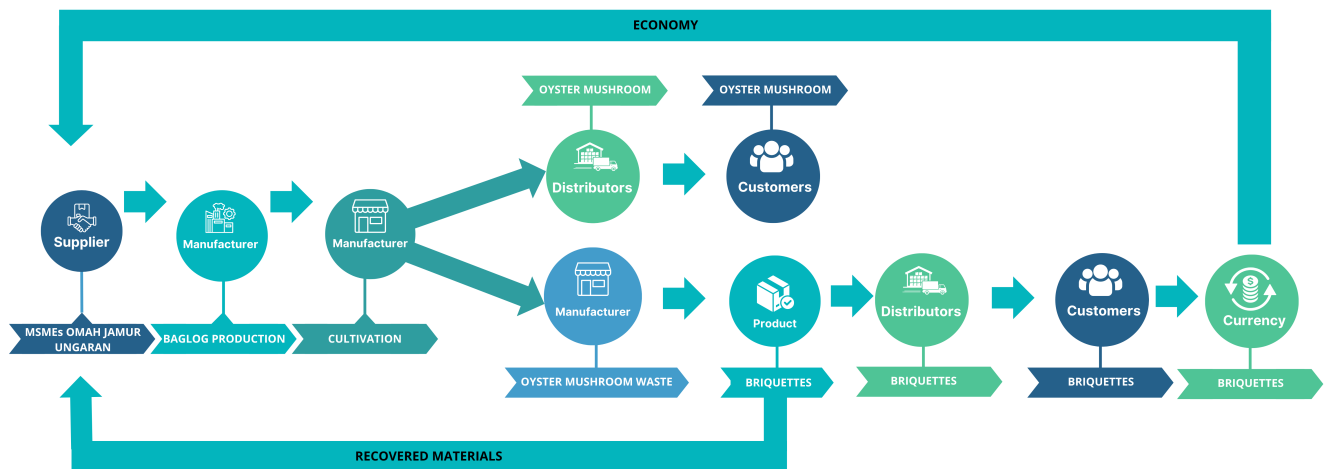 ECONOMY
OYSTER MUSHROOM
OYSTER MUSHROOM
Distributors
Customers
Supplier
Manufacturer
Manufacturer
MSMEs OMAH JAMUR
UNGARAN
BAGLOG PRODUCTION
CULTIVATION
Manufacturer
Product
Distributors
Customers
$
Currency
OYSTER MUSHROOM WASTE
BRIQUETTES
BRIQUETTES
BRIQUETTES
BRIQUETTES
RECOVERED MATERIALS